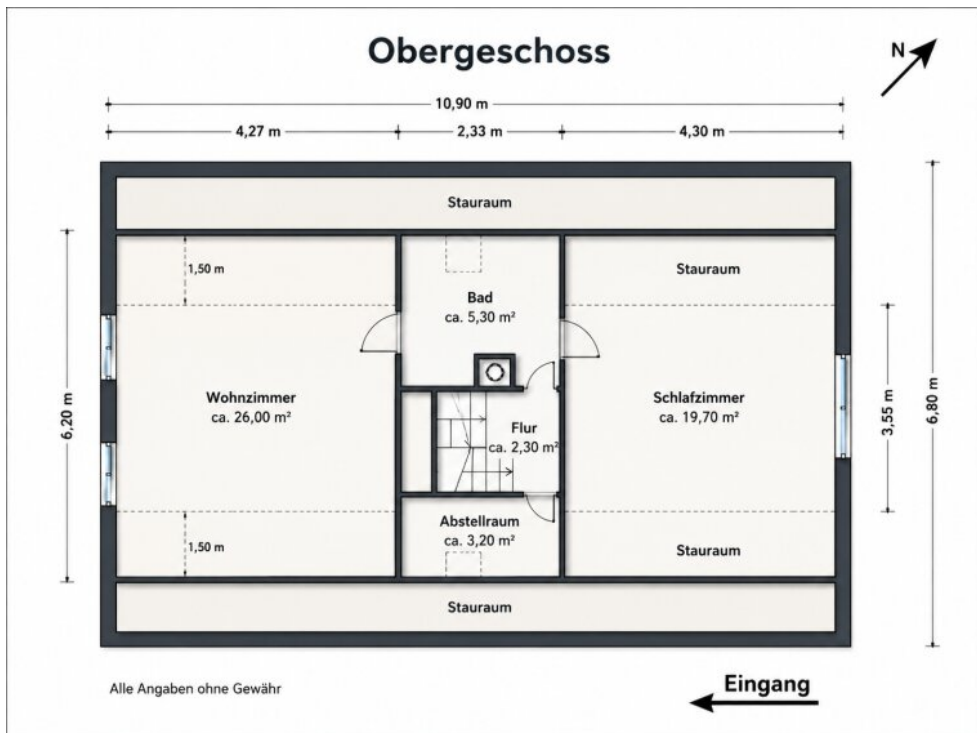 Obergeschoss
N
10,90 m
4,27 m
2,33 m
4,30 m
Stauraum
1,50 m
Stauraum
Bad
ca. 5,30 m²
Wohnzimmer
ca. 26,00 m²
Schlafzimmer
ca. 19,70 m²
6,20 m
3,55 m
6,80 m
Flur
ca. 2,30 m²
Abstellraum
ca. 3,20 m²
1,50 m
Stauraum
Stauraum
Alle Angaben ohne Gewähr
Eingang